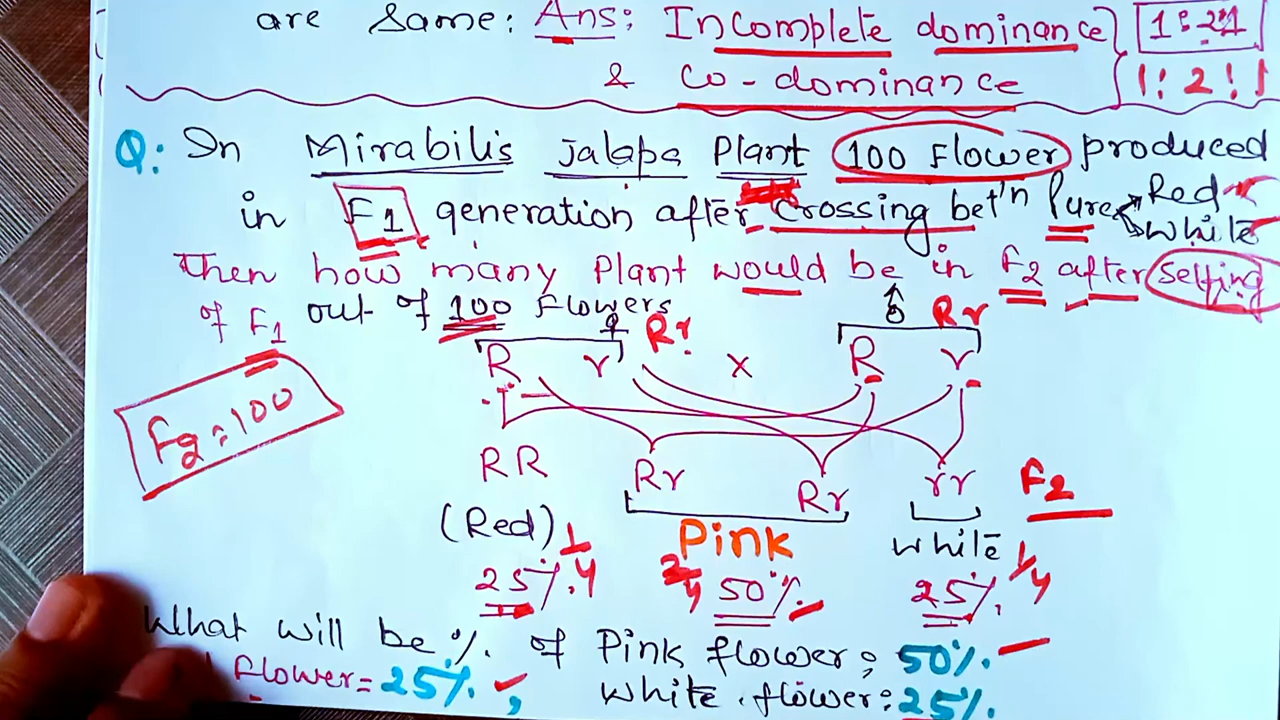 are same: Ans: Incomplete dominance } 1:2:1
& co-dominance } 1:2:1
Q: In Mirabilis jalapa Plant 100 Flower produced
in F1 generation after crossing bet'n Pure Red
White
Then how many Plant would be in F2 after Selfing
of F1 out of 100 flowers
♀ Rr ♂ Rr
R r x R r
F2=100
RR Rr Rr rr F2
(Red) Pink White
1/4 2/4 1/4
25% 50% 25%
What will be % of Pink flower; 50%.
flower=25%, White flower:25%.